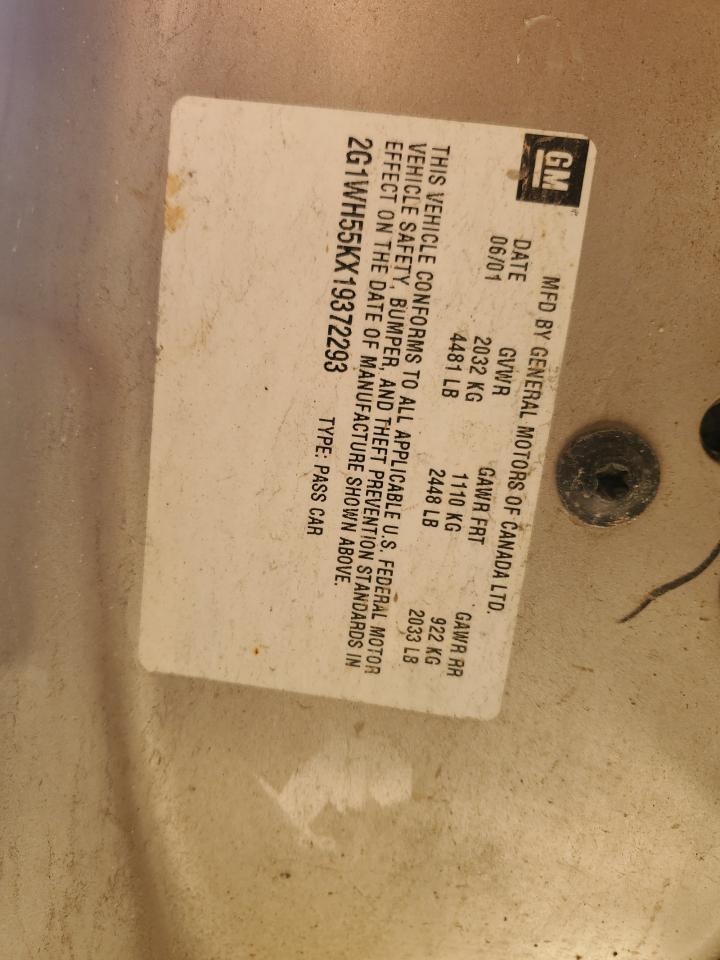 GM
MFD BY GENERAL MOTORS OF CANADA LTD.
DATE GVWR GAWR FRT GAWR RR
06/01 2032 KG 1110 KG 922 KG
4481 LB 2448 LB 2033 LB
THIS VEHICLE CONFORMS TO ALL APPLICABLE U.S. FEDERAL MOTOR
VEHICLE SAFETY, BUMPER, AND THEFT PREVENTION STANDARDS IN
EFFECT ON THE DATE OF MANUFACTURE SHOWN ABOVE.
2G1WH55KX19372293 TYPE: PASS CAR